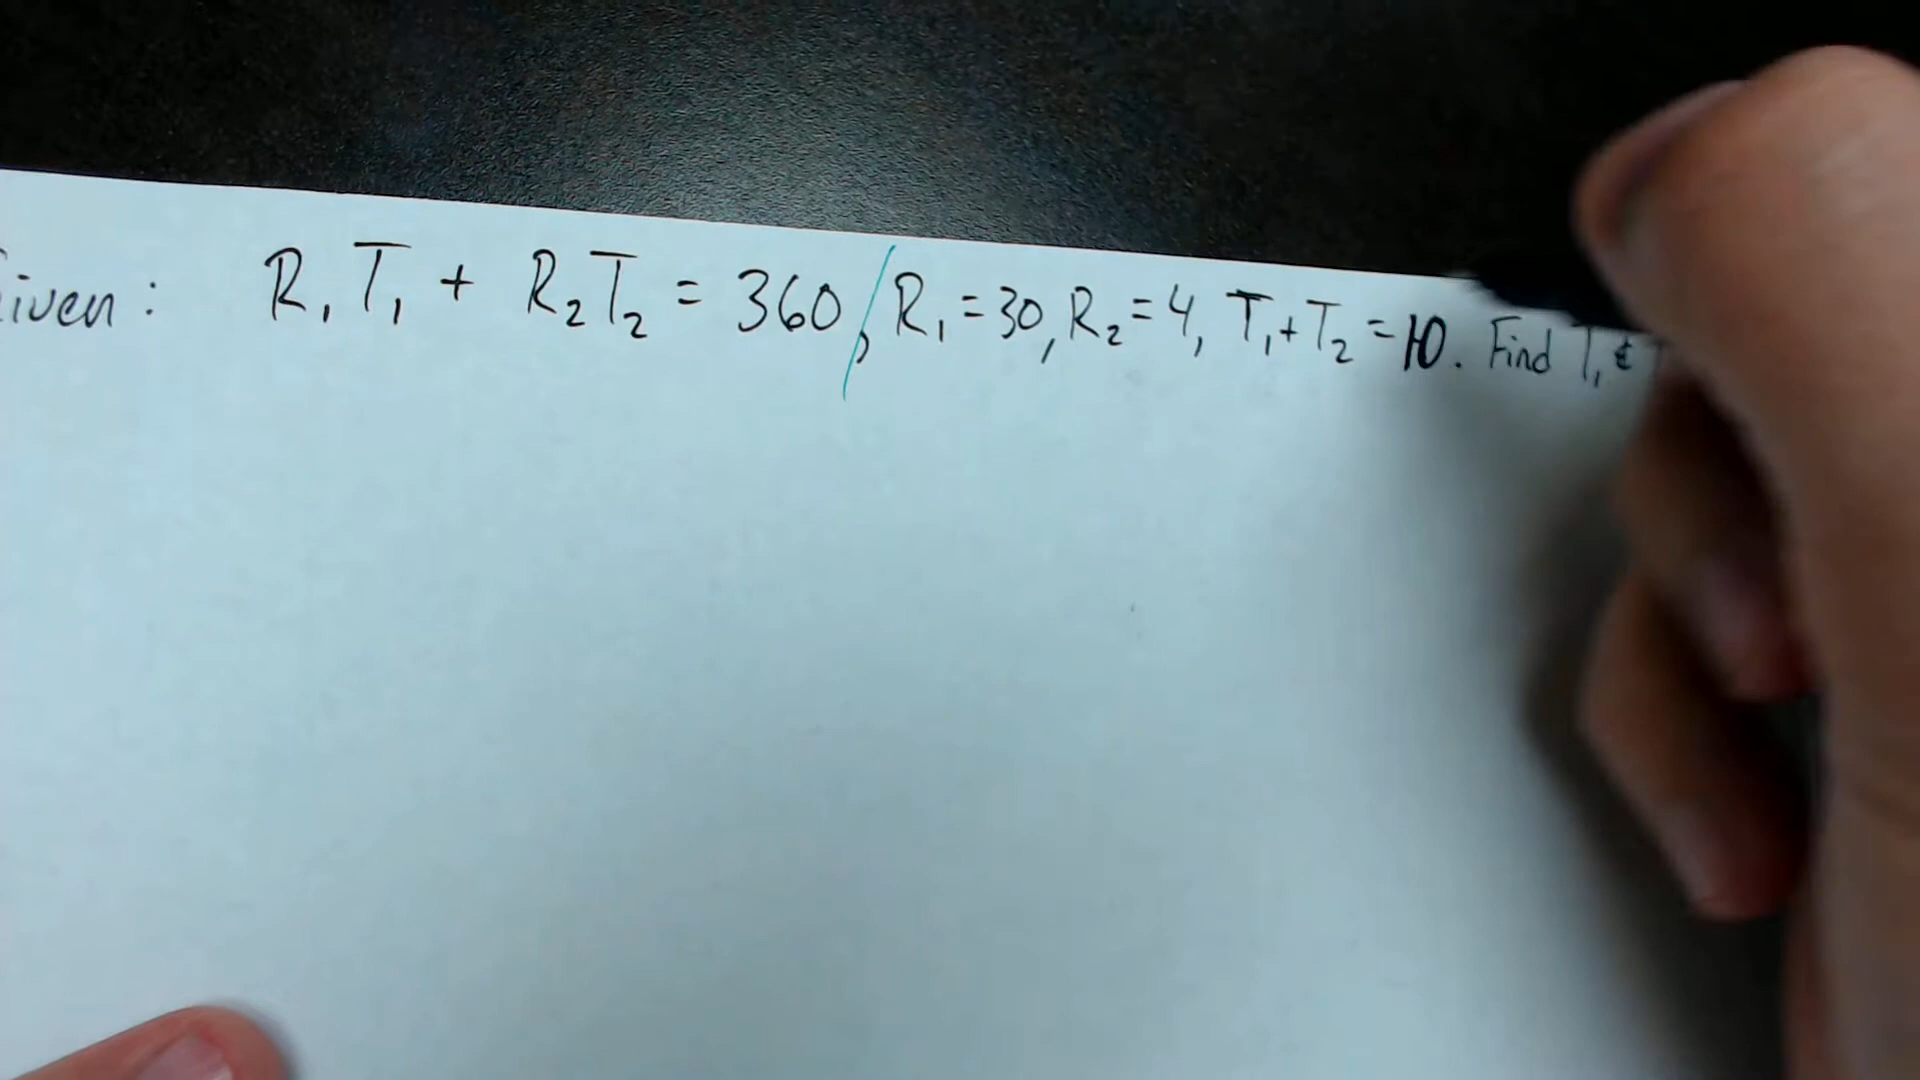 iven: R₁T₁ + R₂T₂ = 360, R₁ = 30, R₂ = 4, T₁ + T₂ = 10. Find T₁ &